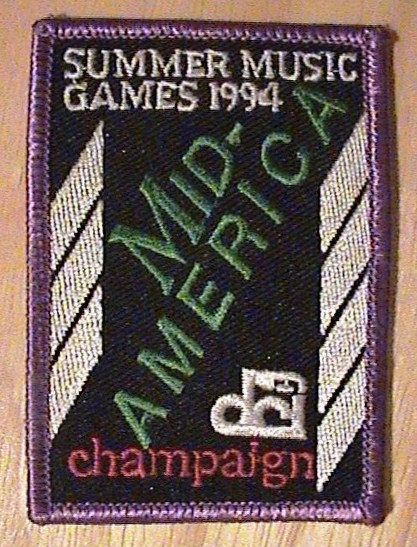 SUMMER MUSIC
GAMES 1994
MID-
AMERICA
dci
champaign